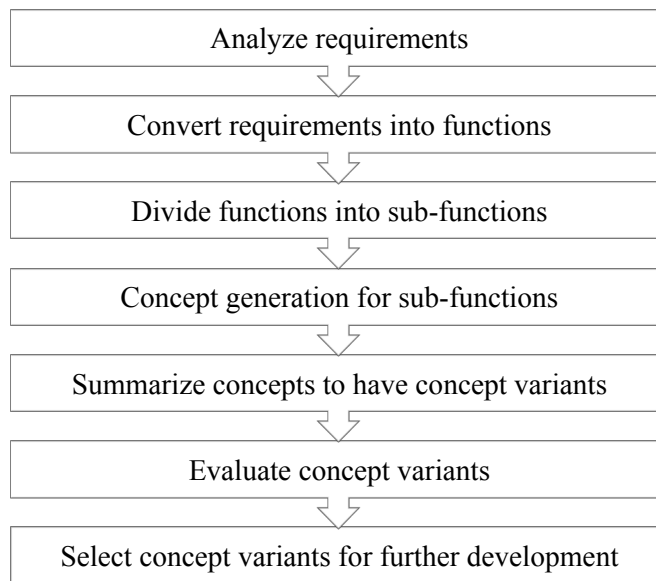 Analyze requirements
Convert requirements into functions
Divide functions into sub-functions
Concept generation for sub-functions
Summarize concepts to have concept variants
Evaluate concept variants
Select concept variants for further development